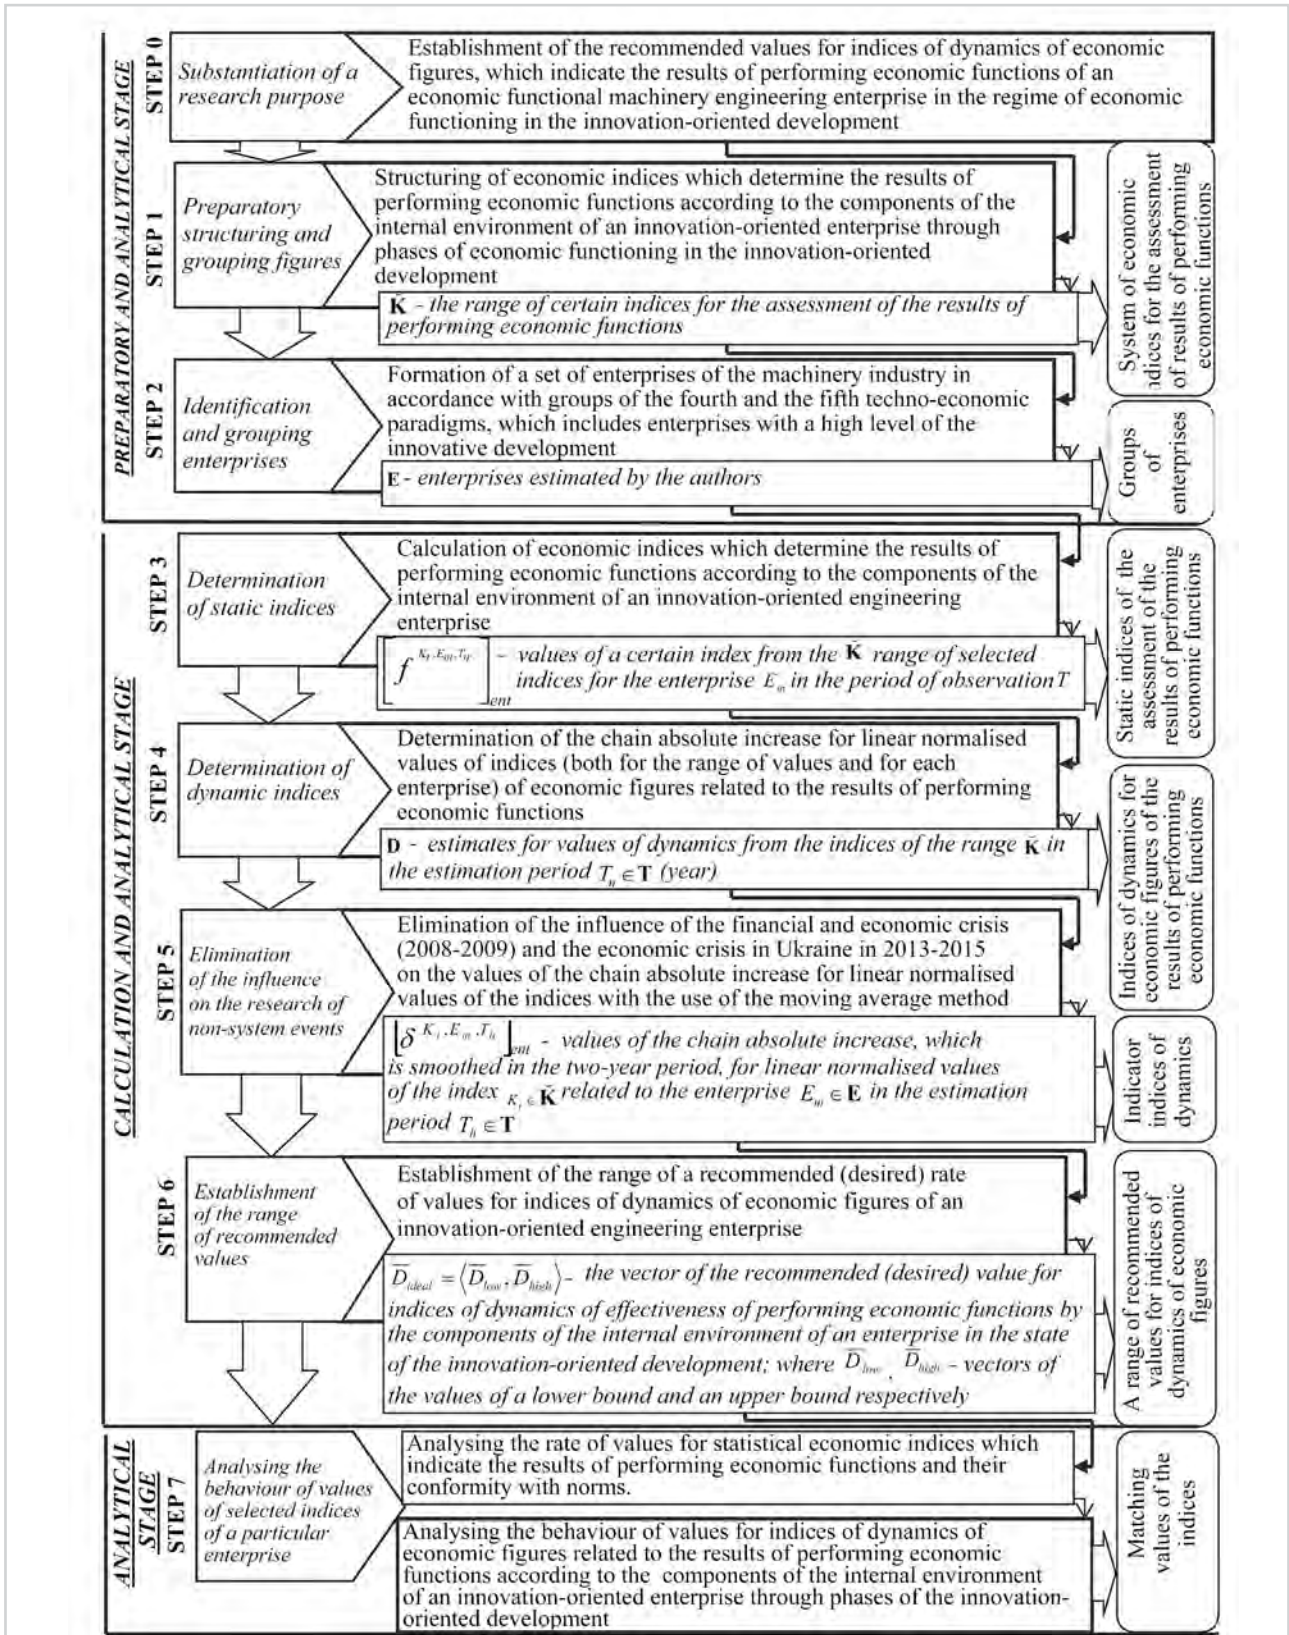 PREPARATORY AND ANALYTICAL STAGE
STEP 0
Substantiation of a
research purpose
Establishment of the recommended values for indices of dynamics of economic
figures, which indicate the results of performing economic functions of an
economic functional machinery engineering enterprise in the regime of economic
functioning in the innovation-oriented development
STEP 1
Preparatory
structuring and
grouping figures
Structuring of economic indices which determine the results of
performing economic functions according to the components of the
internal environment of an innovation-oriented enterprise through
phases of economic functioning in the innovation-oriented
development
K̄ - the range of certain indices for the assessment of the results of
performing economic functions
System of economic
indices for the assessment
of results of performing
economic functions
STEP 2
Identification
and grouping
enterprises
Formation of a set of enterprises of the machinery industry in
accordance with groups of the fourth and the fifth techno-economic
paradigms, which includes enterprises with a high level of the
innovative development
E - enterprises estimated by the authors
Groups
of
enterprises
CALCULATION AND ANALYTICAL STAGE
STEP 3
Determination
of static indices
Calculation of economic indices which determine the results of
performing economic functions according to the components of the
internal environment of an innovation-oriented engineering
enterprise
[f ]ent – values of a certain index from the K̄ range of selected
indices for the enterprise E_m in the period of observation T
Static indices of the
assessment of the
results of performing
economic functions
STEP 4
Determination of
dynamic indices
Determination of the chain absolute increase for linear normalised
values of indices (both for the range of values and for each
enterprise) of economic figures related to the results of performing
economic functions
D - estimates for values of dynamics from the indices of the range K̄ in
the estimation period T_n ∈ T (year)
Indices of dynamics for
economic figures of the
results of performing
economic functions
STEP 5
Elimination
of the influence
on the research of
non-system events
Elimination of the influence of the financial and economic crisis
(2008-2009) and the economic crisis in Ukraine in 2013-2015
on the values of the chain absolute increase for linear normalised
values of the indices with the use of the moving average method
⌊δ^{K_i, E_m, T_h}⌋ent - values of the chain absolute increase, which
is smoothed in the two-year period, for linear normalised values
of the index K_i ∈ K̄ related to the enterprise E_m ∈ E in the estimation
period T_h ∈ T
Indicator
indices of
dynamics
STEP 6
Establishment
of the range
of recommended
values
Establishment of the range of a recommended (desired) rate
of values for indices of dynamics of economic figures of an
innovation-oriented engineering enterprise
D̄_ideal = ⟨D̄_low, D̄_high⟩ – the vector of the recommended (desired) value for
indices of dynamics of effectiveness of performing economic functions by
the components of the internal environment of an enterprise in the state
of the innovation-oriented development; where D̄_low, D̄_high – vectors of
the values of a lower bound and an upper bound respectively
A range of recommended
values for indices of
dynamics of economic
figures
ANALYTICAL
STAGE
STEP 7
Analysing the
behaviour of values
of selected indices
of a particular
enterprise
Analysing the rate of values for statistical economic indices which
indicate the results of performing economic functions and their
conformity with norms.
Analysing the behaviour of values for indices of dynamics of
economic figures related to the results of performing economic
functions according to the components of the internal environment
of an innovation-oriented enterprise through phases of the innovation-
oriented development
Matching
values of the
indices